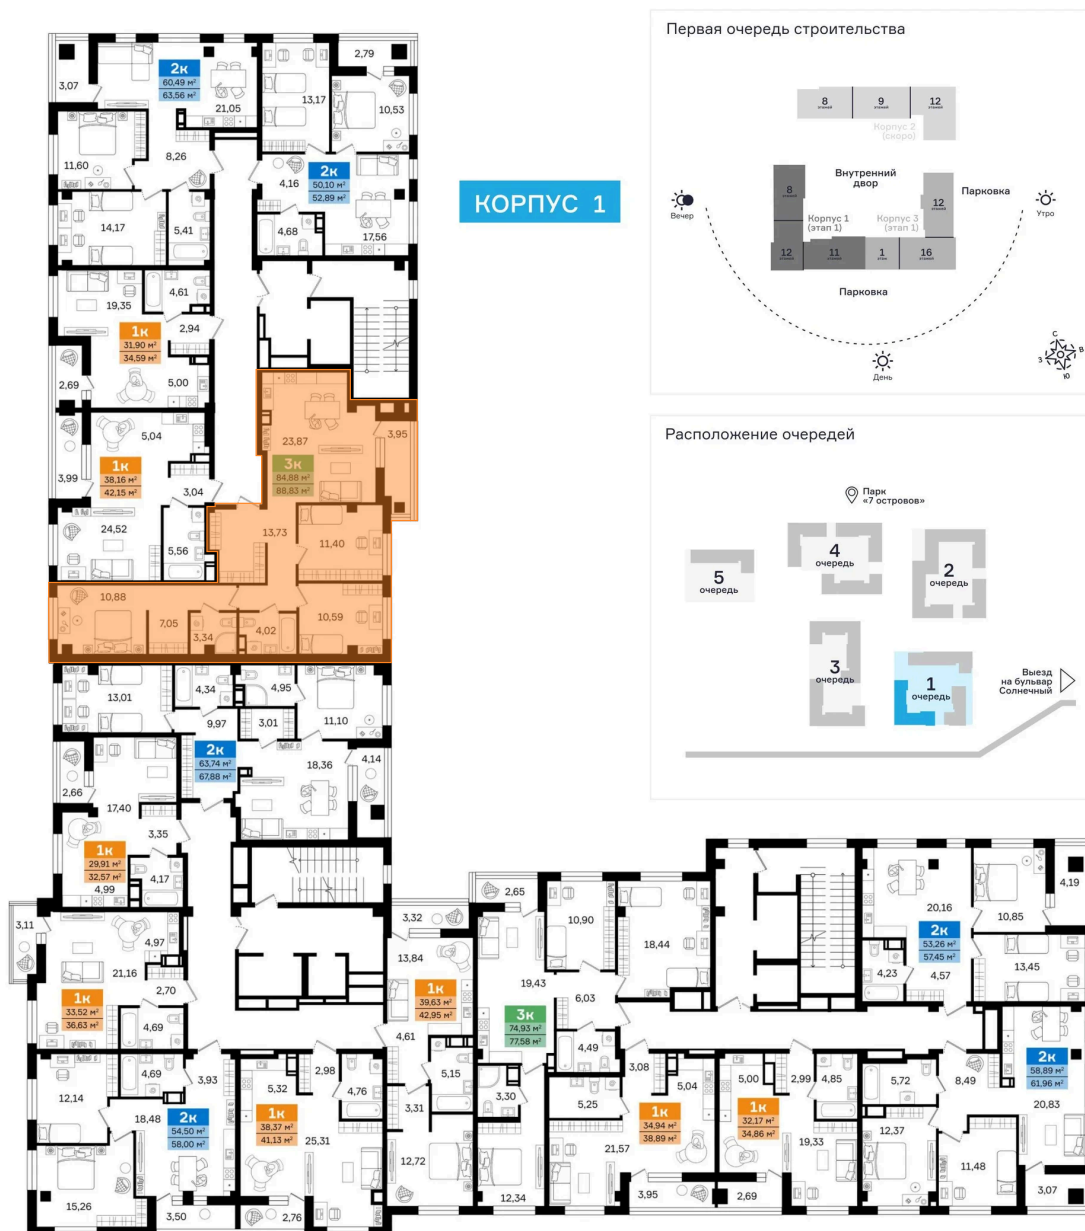 Первая очередь строительства
8
этажей
9
этажей
12
этажей
Корпус 2
(скоро)
Внутренний
двор
8
этажей
Парковка
12
этажей
Вечер
Утро
Корпус 1
(этап 1)
Корпус 3
(этап 1)
12
этажей
11
этажей
1
этаж
16
этажей
Парковка
День
С
В
З
Ю
КОРПУС 1
Расположение очередей
Парк
«7 островов»
5
очередь
4
очередь
2
очередь
3
очередь
1
очередь
Выезд
на бульвар
Солнечный
3,07
2к
60,49 м²
63,56 м²
21,05
13,17
2,79
10,53
11,60
8,26
4,16
2к
50,10 м²
52,89 м²
14,17
5,41
4,68
17,56
19,35
4,61
2,94
1к
31,90 м²
34,59 м²
2,69
5,00
5,04
23,87
3,95
3к
84,88 м²
88,83 м²
3,99
1к
38,16 м²
42,15 м²
3,04
24,52
5,56
13,73
11,40
10,88
7,05
3,34
4,02
10,59
13,01
4,34
4,95
9,97
3,01
11,10
2к
63,74 м²
67,88 м²
18,36
4,14
2,66
17,40
3,35
1к
29,91 м²
32,57 м²
4,99
4,17
3,11
4,97
21,16
2,70
1к
33,52 м²
36,63 м²
4,69
3,32
13,84
1к
39,63 м²
42,95 м²
4,61
5,15
3,31
12,72
2,65
10,90
18,44
19,43
6,03
3к
74,93 м²
77,58 м²
4,49
3,30
12,34
20,16
10,85
4,19
2к
53,26 м²
57,45 м²
4,23
4,57
13,45
12,14
4,69
3,93
18,48
2к
54,50 м²
58,00 м²
15,26
3,50
5,32
2,98
4,76
1к
38,37 м²
41,13 м²
25,31
2,76
5,25
3,08
5,04
1к
34,94 м²
38,89 м²
21,57
3,95
5,00
2,99
4,85
1к
32,17 м²
34,86 м²
19,33
2,69
5,72
8,49
2к
58,89 м²
61,96 м²
12,37
20,83
11,48
3,07